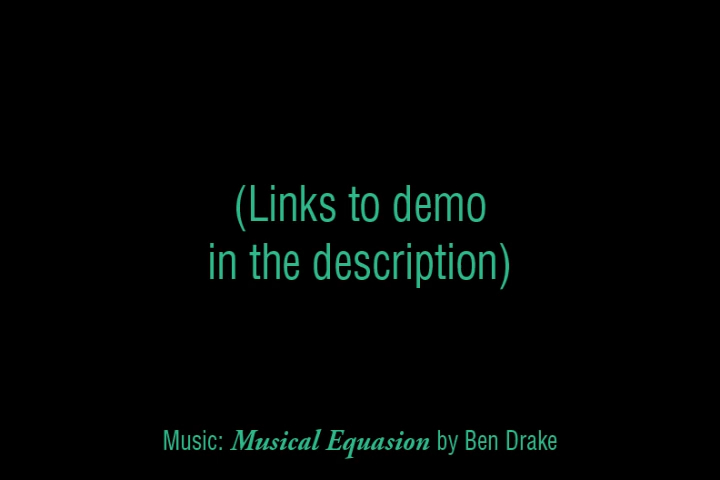 (Links to demo
in the description)
Music: Musical Equasion by Ben Drake